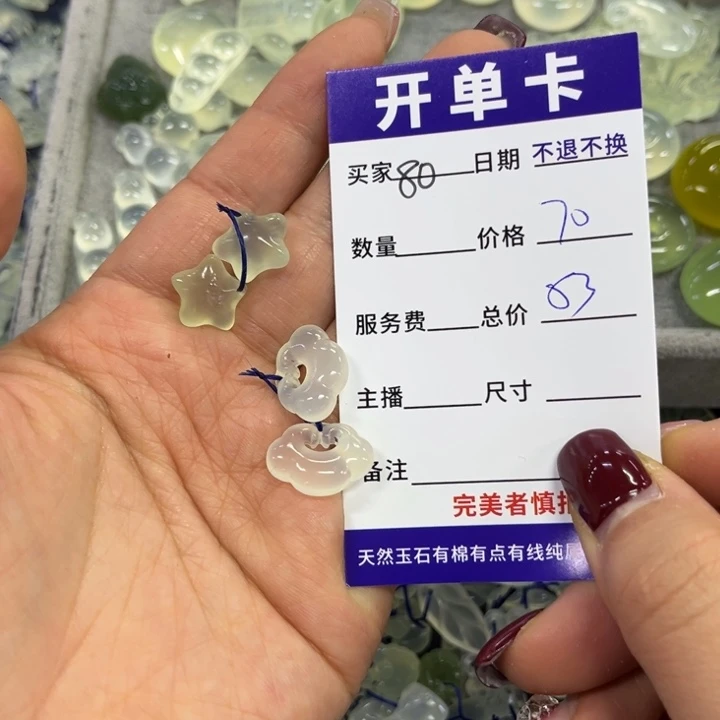 开单卡
买家 80 日期 不退不换
数量 价格 70
服务费 总价 83
主播 尺寸
备注
完美者慎拍
天然玉石有棉有点有线纯属